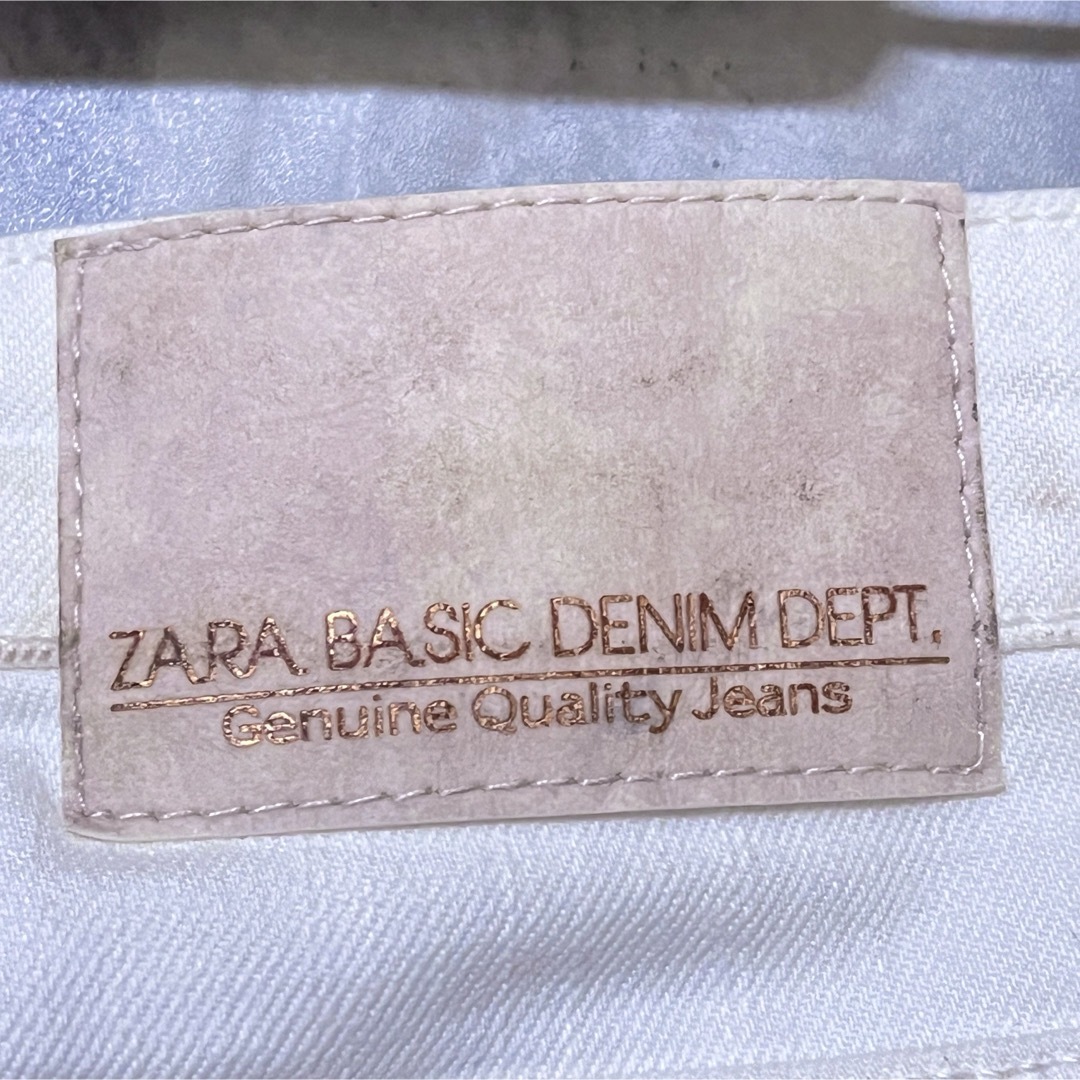 ZARA BASIC DENIM DEPT.
Genuine Quality Jeans